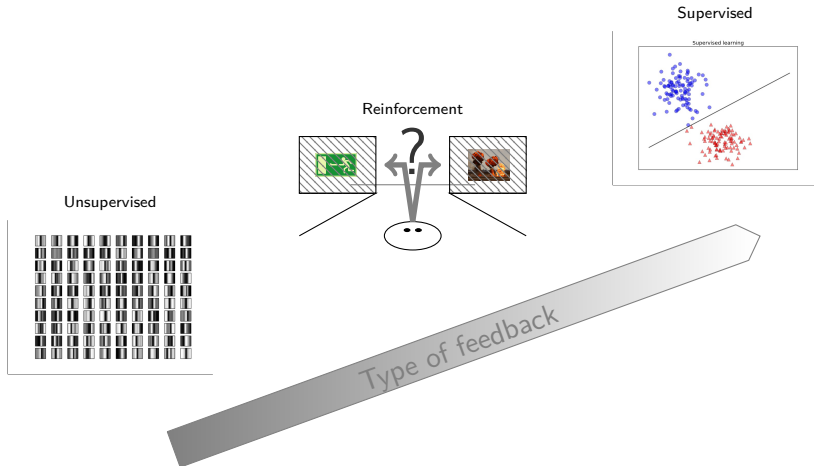 Supervised
Supervised learning
Reinforcement
?
Unsupervised
Type of feedback